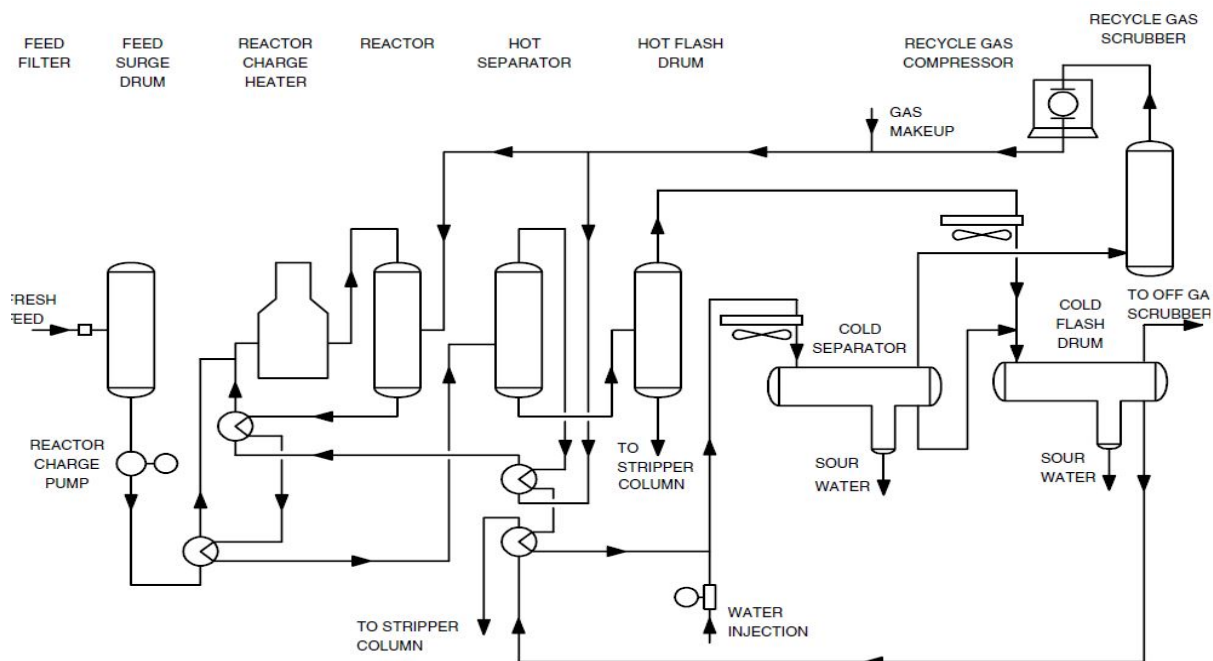 RECYCLE GAS
SCRUBBER
FEED
FILTER
FEED
SURGE
DRUM
REACTOR
CHARGE
HEATER
REACTOR
HOT
SEPARATOR
HOT FLASH
DRUM
RECYCLE GAS
COMPRESSOR
GAS
MAKEUP
FRESH
FEED
TO OFF GA
SCRUBBER
COLD
SEPARATOR
COLD
FLASH
DRUM
REACTOR
CHARGE
PUMP
TO
STRIPPER
COLUMN
SOUR
WATER
SOUR
WATER
TO STRIPPER
COLUMN
WATER
INJECTION